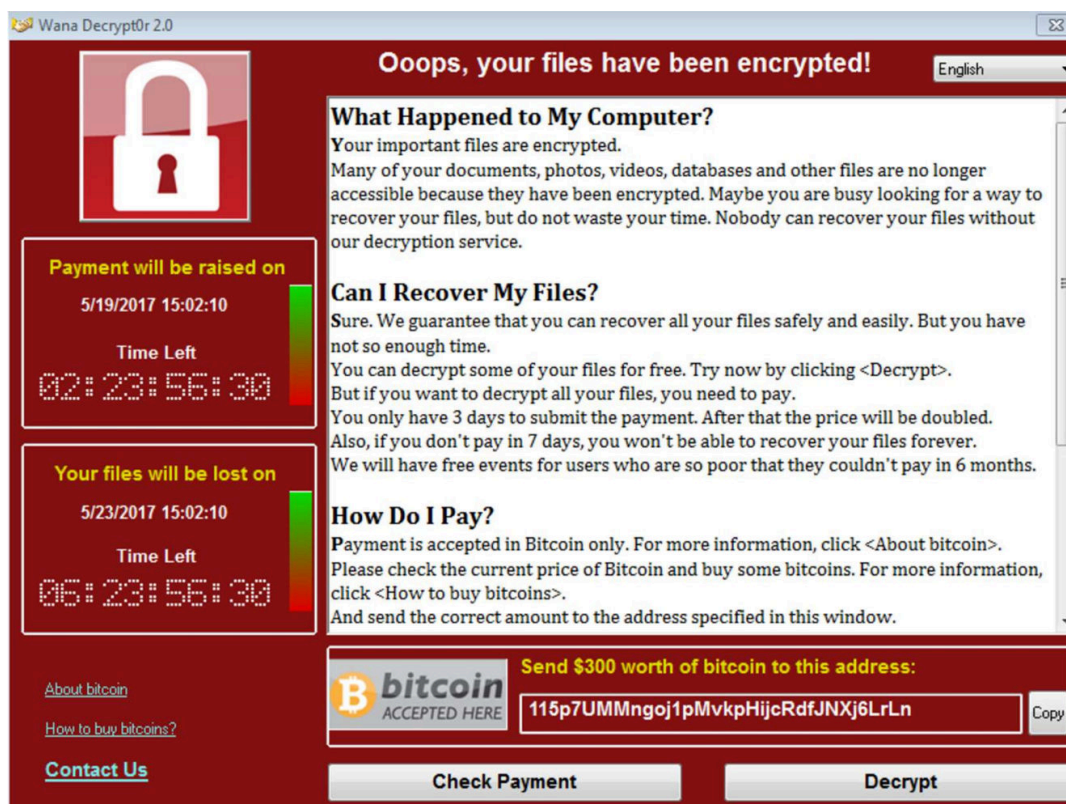 Wana Decrypt0r 2.0
Ooops, your files have been encrypted!
English
What Happened to My Computer?
Your important files are encrypted.
Many of your documents, photos, videos, databases and other files are no longer
accessible because they have been encrypted. Maybe you are busy looking for a way to
recover your files, but do not waste your time. Nobody can recover your files without
our decryption service.
Can I Recover My Files?
Sure. We guarantee that you can recover all your files safely and easily. But you have
not so enough time.
You can decrypt some of your files for free. Try now by clicking <Decrypt>.
But if you want to decrypt all your files, you need to pay.
You only have 3 days to submit the payment. After that the price will be doubled.
Also, if you don't pay in 7 days, you won't be able to recover your files forever.
We will have free events for users who are so poor that they couldn't pay in 6 months.
How Do I Pay?
Payment is accepted in Bitcoin only. For more information, click <About bitcoin>.
Please check the current price of Bitcoin and buy some bitcoins. For more information,
click <How to buy bitcoins>.
And send the correct amount to the address specified in this window.
Payment will be raised on
5/19/2017 15:02:10
Time Left
02:23:56:30
Your files will be lost on
5/23/2017 15:02:10
Time Left
06:23:56:30
About bitcoin
How to buy bitcoins?
Contact Us
bitcoin
ACCEPTED HERE
Send $300 worth of bitcoin to this address:
115p7UMMngoj1pMvkpHijcRdfJNXj6LrLn
Copy
Check Payment
Decrypt